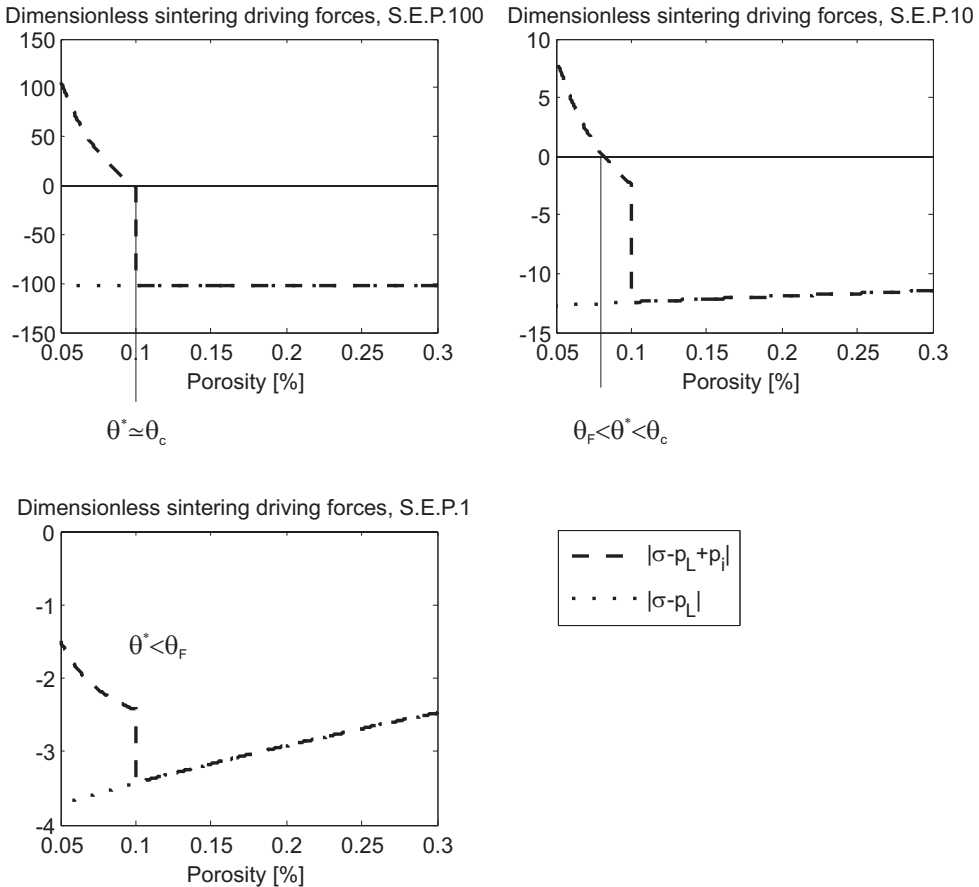 Dimensionless sintering driving forces, S.E.P.100
150
100
50
0
-50
-100
-150
0.05 0.1 0.15 0.2 0.25 0.3
Porosity [%]
θ*≃θc
Dimensionless sintering driving forces, S.E.P.10
10
5
0
-5
-10
-15
0.05 0.1 0.15 0.2 0.25 0.3
Porosity [%]
θF<θ*<θc
Dimensionless sintering driving forces, S.E.P.1
0
-1
-2
-3
-4
θ*<θF
0.05 0.1 0.15 0.2 0.25 0.3
Porosity [%]
|σ-pL+pi|
|σ-pL|